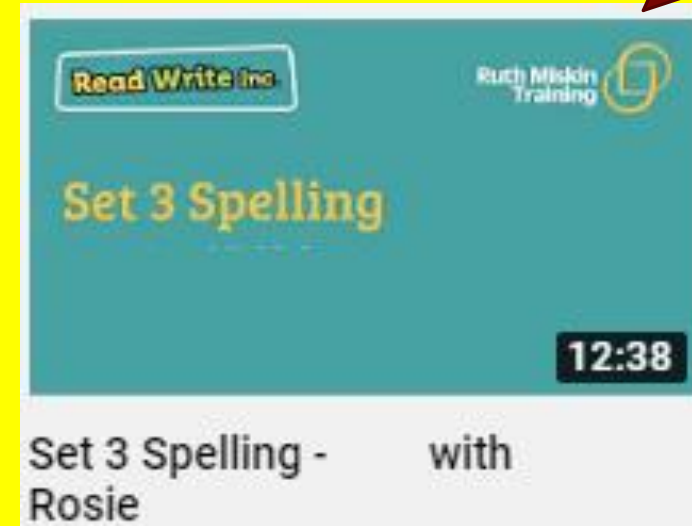 Read Write Inc.
Ruth Miskin
Training
Set 3 Spelling
12:38
Set 3 Spelling - with
Rosie